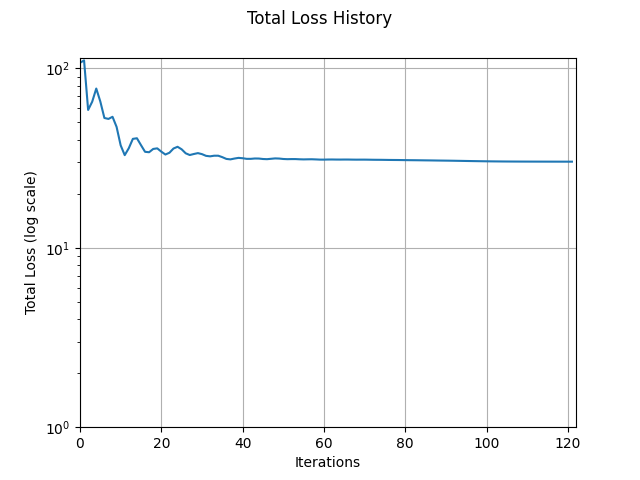 Total Loss History
Total Loss (log scale)
10²
10¹
10⁰
0 20 40 60 80 100 120
Iterations